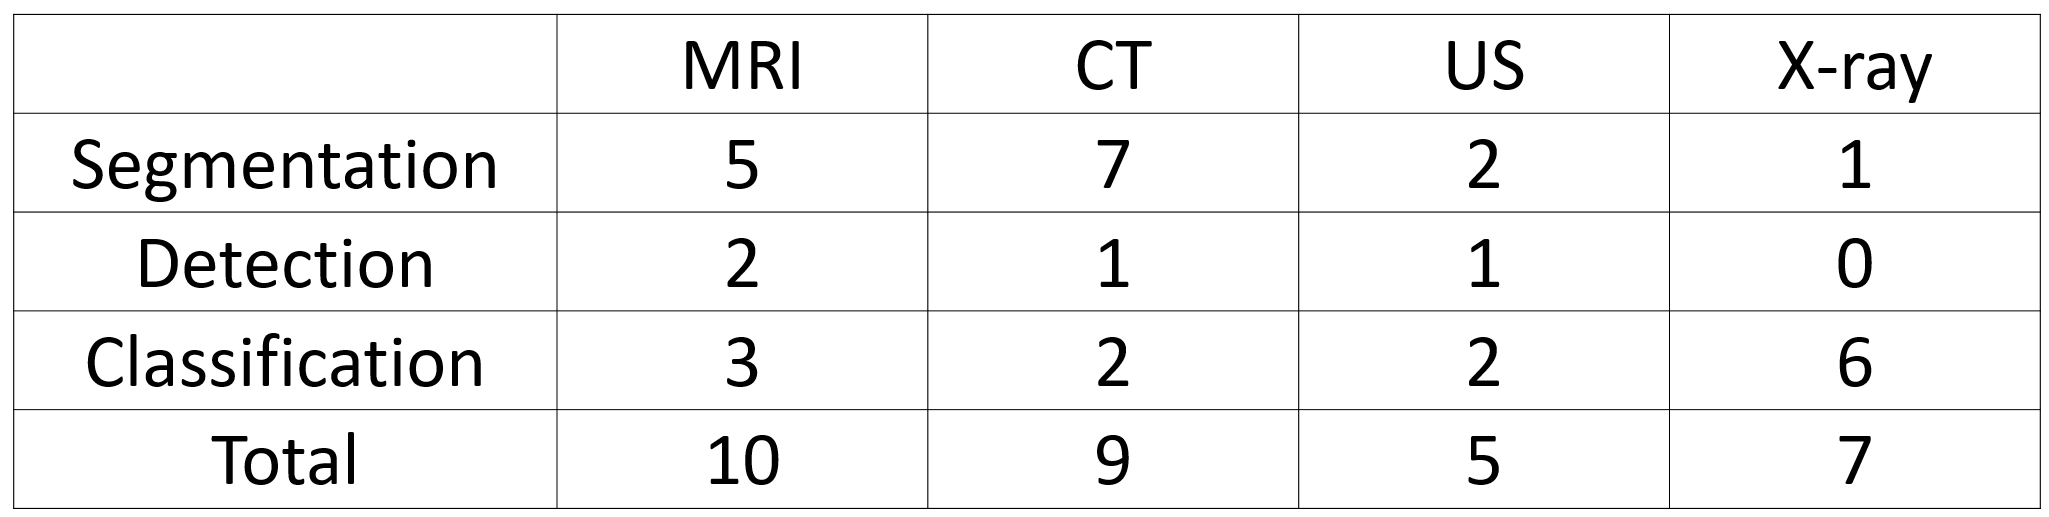 MRI CT US X-ray
Segmentation 5 7 2 1
Detection 2 1 1 0
Classification 3 2 2 6
Total 10 9 5 7